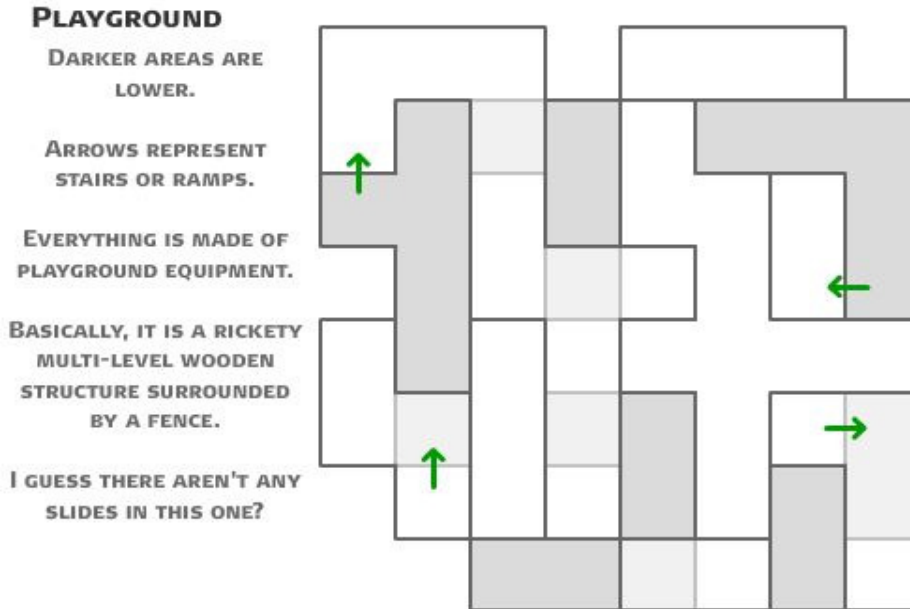 PLAYGROUND
DARKER AREAS ARE
LOWER.
ARROWS REPRESENT
STAIRS OR RAMPS.
EVERYTHING IS MADE OF
PLAYGROUND EQUIPMENT.
BASICALLY, IT IS A RICKETY
MULTI-LEVEL WOODEN
STRUCTURE SURROUNDED
BY A FENCE.
I GUESS THERE AREN'T ANY
SLIDES IN THIS ONE?